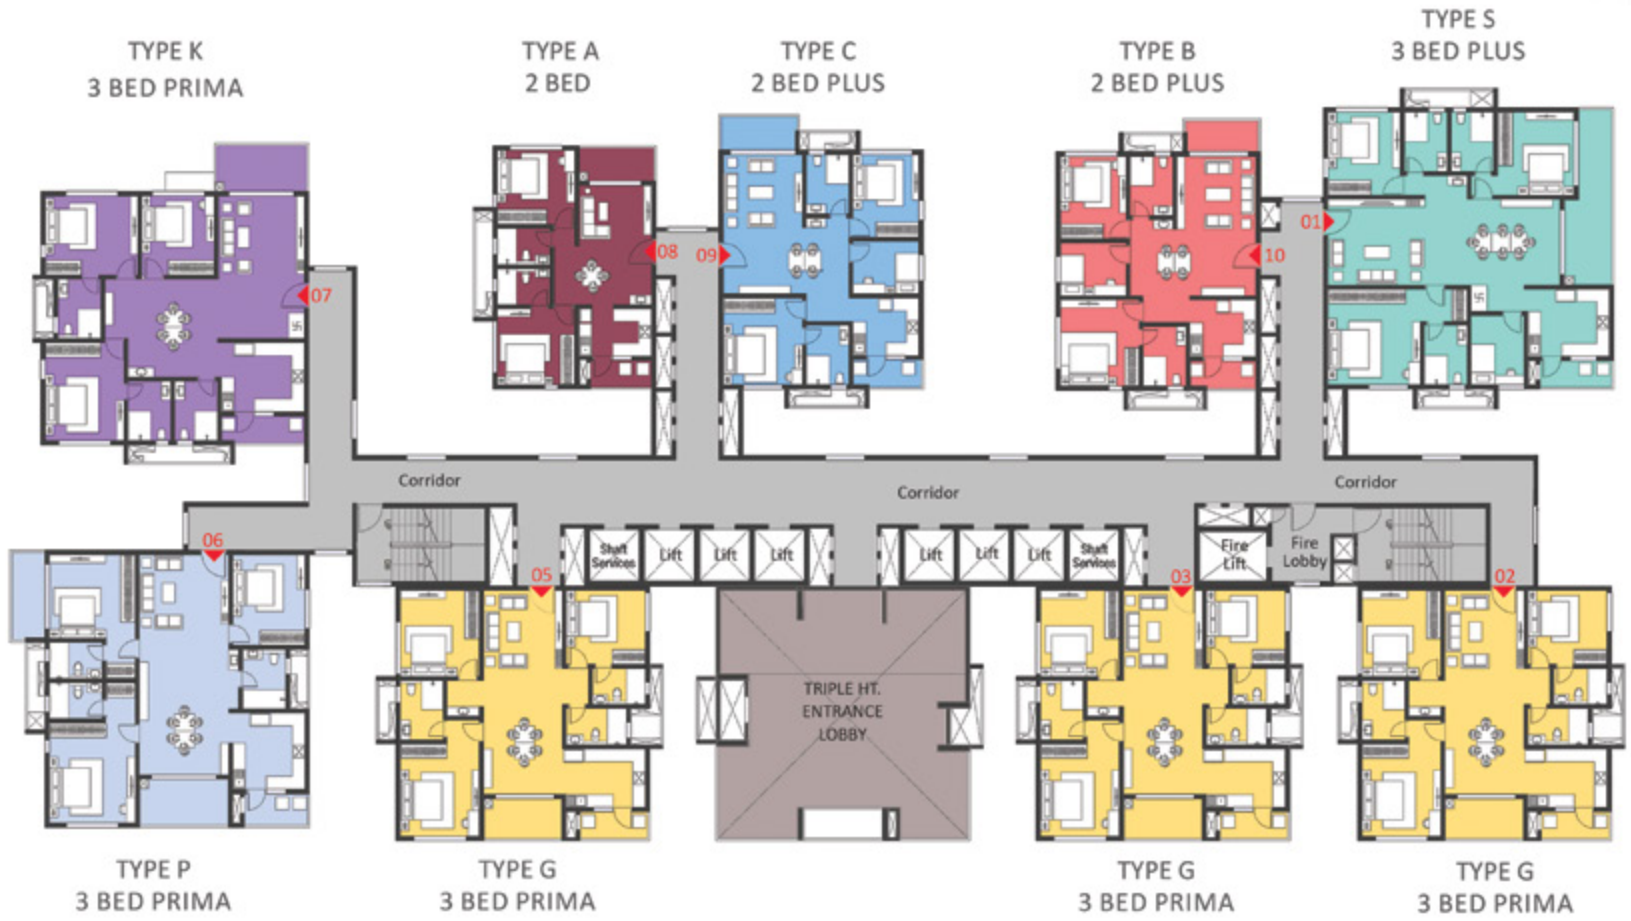 TYPE K
3 BED PRIMA
TYPE A
2 BED
TYPE C
2 BED PLUS
TYPE B
2 BED PLUS
TYPE S
3 BED PLUS
07
08
09
10
01
Corridor
Corridor
Corridor
06
05
Shaft
Services
Lift
Lift
Lift
Lift
Lift
Lift
Shaft
Services
03
Fire
Lift
Fire
Lobby
02
TRIPLE HT.
ENTRANCE
LOBBY
TYPE P
3 BED PRIMA
TYPE G
3 BED PRIMA
TYPE G
3 BED PRIMA
TYPE G
3 BED PRIMA